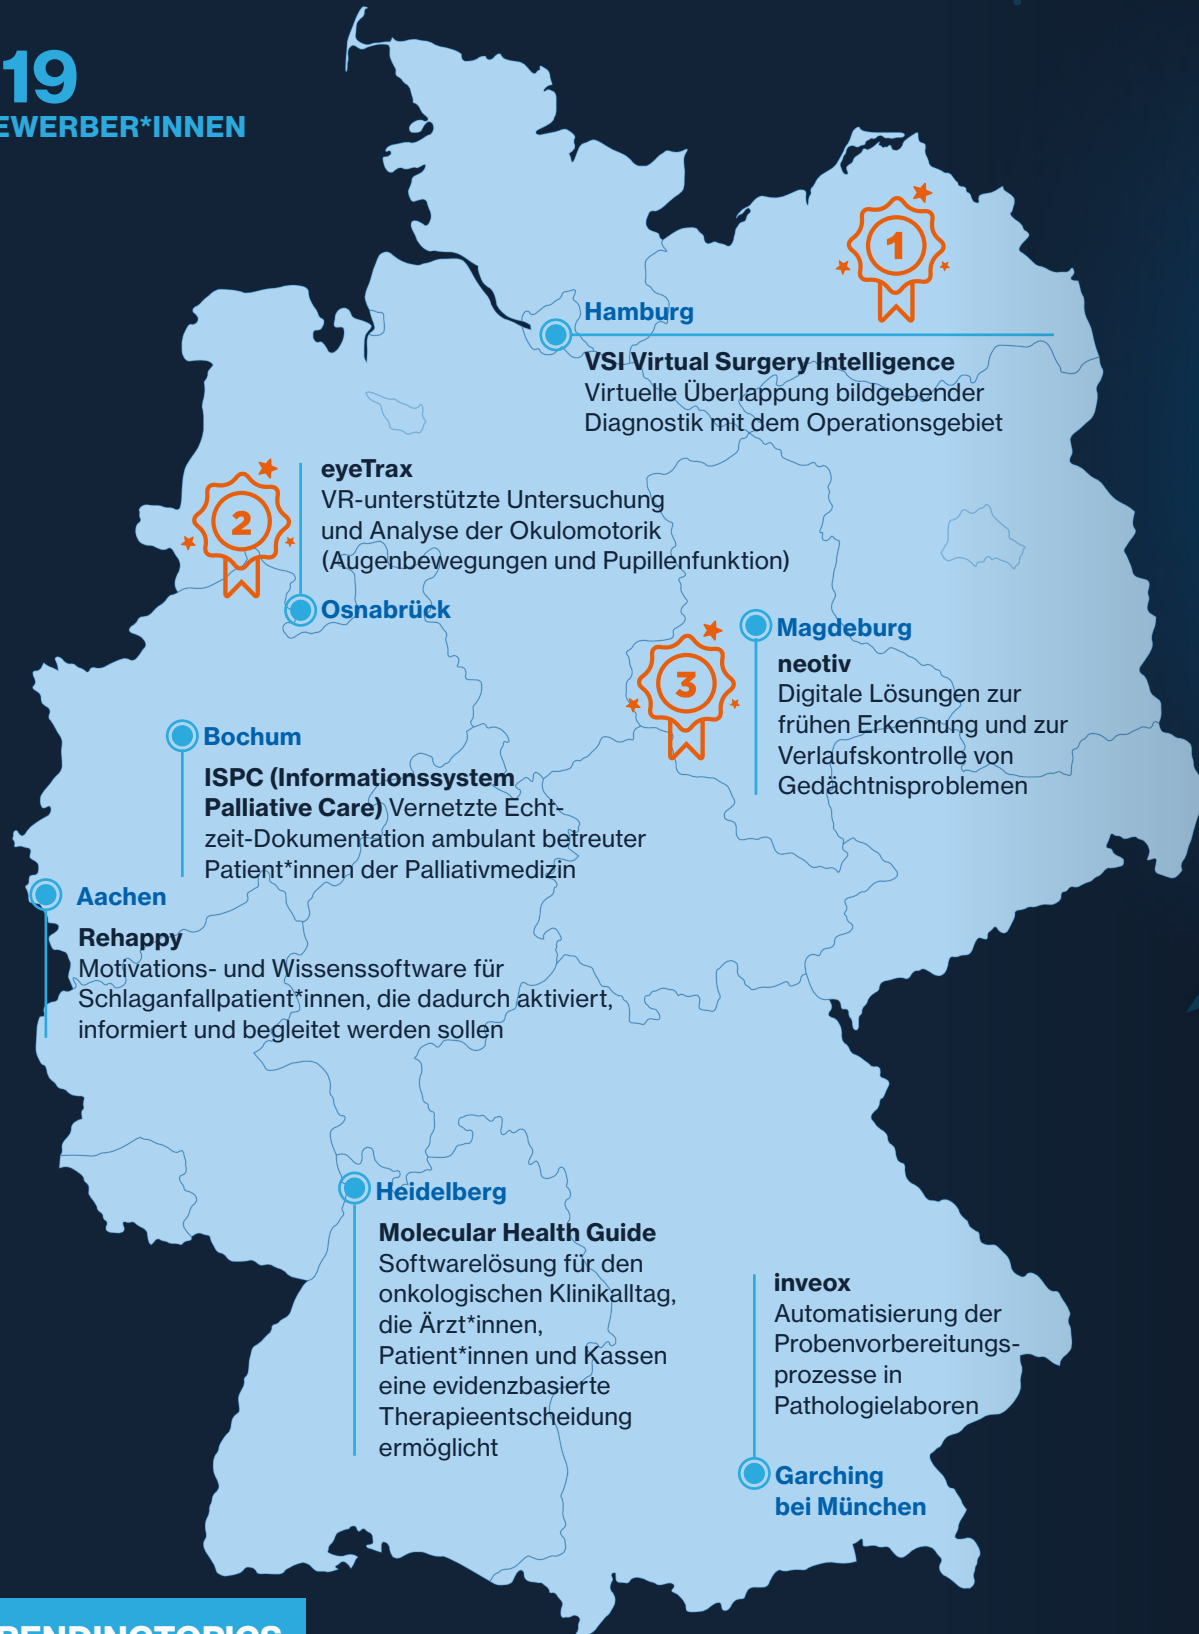 19
EWERBER*INNEN
1
Hamburg
VSI Virtual Surgery Intelligence
Virtuelle Überlappung bildgebender
Diagnostik mit dem Operationsgebiet
2
eyeTrax
VR-unterstützte Untersuchung
und Analyse der Okulomotorik
(Augenbewegungen und Pupillenfunktion)
Osnabrück
3
Magdeburg
neotiv
Digitale Lösungen zur
frühen Erkennung und zur
Verlaufskontrolle von
Gedächtnisproblemen
Bochum
ISPC (Informationssystem
Palliative Care) Vernetzte Echt-
zeit-Dokumentation ambulant betreuter
Patient*innen der Palliativmedizin
Aachen
Rehappy
Motivations- und Wissenssoftware für
Schlaganfallpatient*innen, die dadurch aktiviert,
informiert und begleitet werden sollen
Heidelberg
Molecular Health Guide
Softwarelösung für den
onkologischen Klinikalltag,
die Ärzt*innen,
Patient*innen und Kassen
eine evidenzbasierte
Therapieentscheidung
ermöglicht
inveox
Automatisierung der
Probenvorbereitungs-
prozesse in
Pathologielaboren
Garching
bei München
RENDINGTOPICS